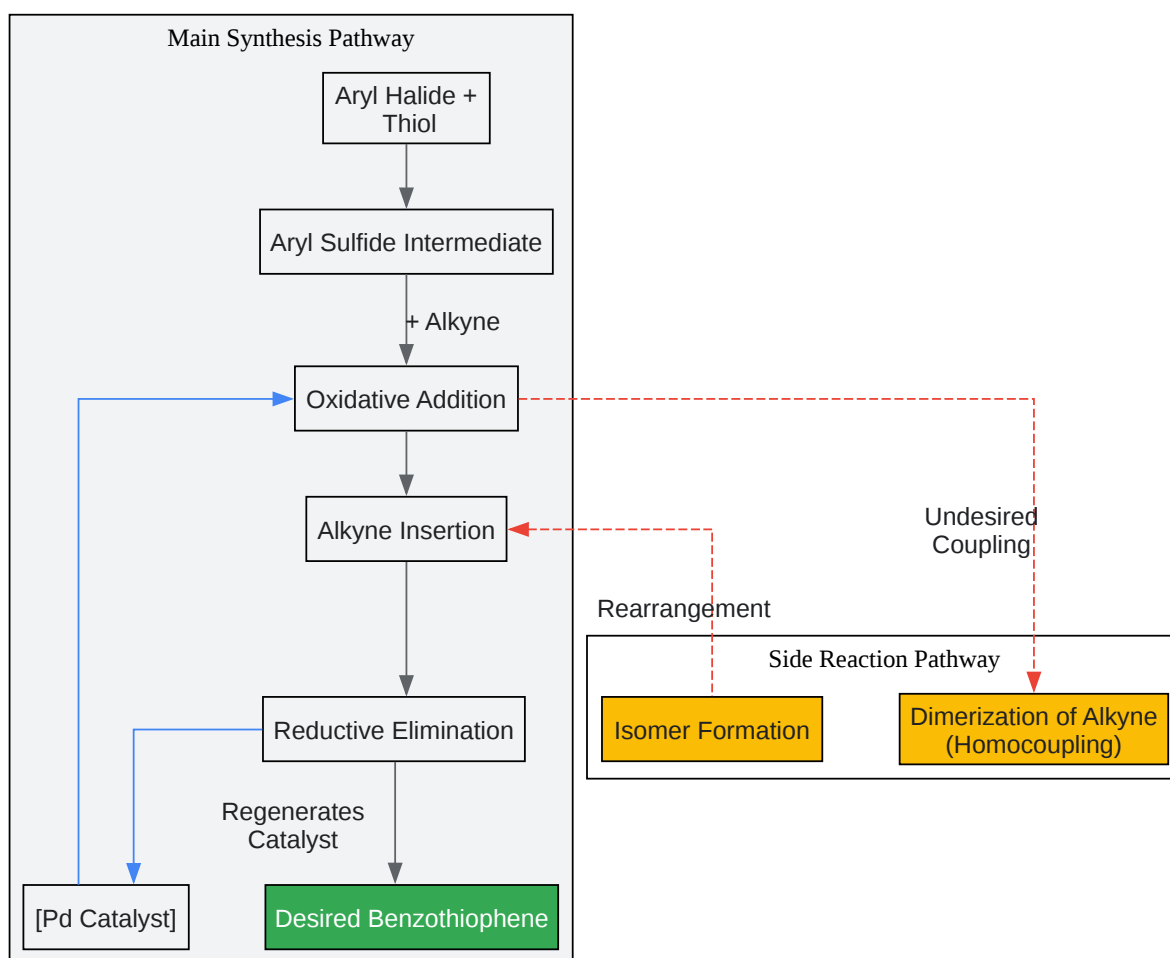 Main Synthesis Pathway
Aryl Halide +
Thiol
Aryl Sulfide Intermediate
+ Alkyne
Oxidative Addition
Alkyne Insertion
Undesired
Coupling
Rearrangement
Side Reaction Pathway
Isomer Formation
Dimerization of Alkyne
(Homocoupling)
Reductive Elimination
Regenerates
Catalyst
[Pd Catalyst]
Desired Benzothiophene